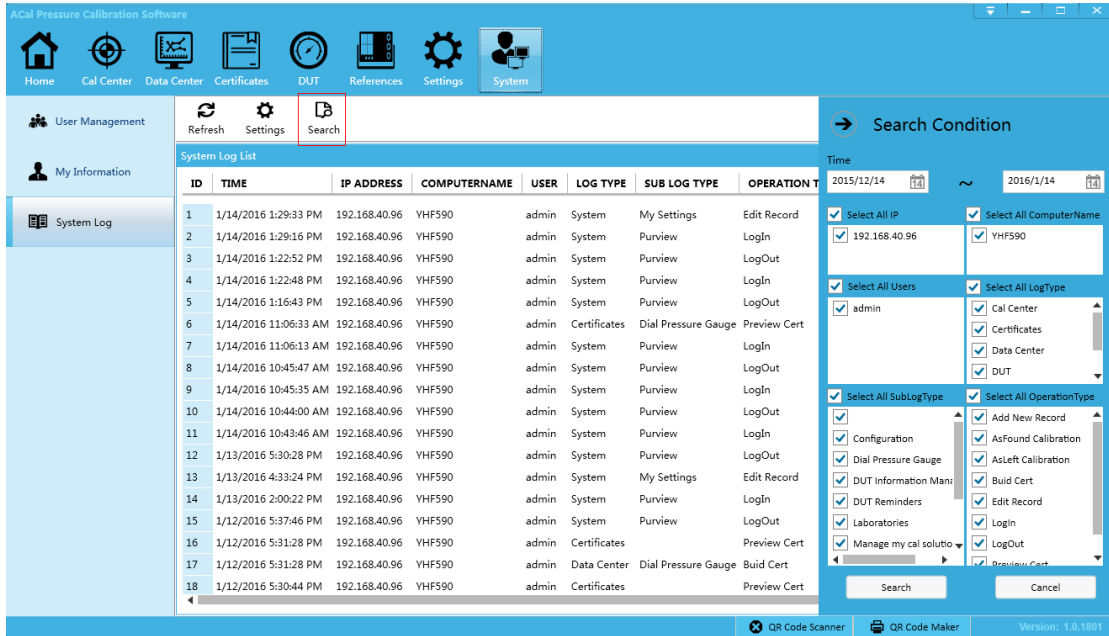 ACal Pressure Calibration Software
Home Cal Center Data Center Certificates DUT References Settings System
User Management
My Information
System Log
Refresh Settings Search
System Log List
ID TIME IP ADDRESS COMPUTERNAME USER LOG TYPE SUB LOG TYPE OPERATION T
1 1/14/2016 1:29:33 PM 192.168.40.96 YHF590 admin System My Settings Edit Record
2 1/14/2016 1:29:16 PM 192.168.40.96 YHF590 admin System Purview LogIn
3 1/14/2016 1:22:52 PM 192.168.40.96 YHF590 admin System Purview LogOut
4 1/14/2016 1:22:48 PM 192.168.40.96 YHF590 admin System Purview LogIn
5 1/14/2016 1:16:43 PM 192.168.40.96 YHF590 admin System Purview LogOut
6 1/14/2016 11:06:33 AM 192.168.40.96 YHF590 admin Certificates Dial Pressure Gauge Preview Cert
7 1/14/2016 11:06:13 AM 192.168.40.96 YHF590 admin System Purview LogIn
8 1/14/2016 10:45:47 AM 192.168.40.96 YHF590 admin System Purview LogOut
9 1/14/2016 10:45:35 AM 192.168.40.96 YHF590 admin System Purview LogIn
10 1/14/2016 10:44:00 AM 192.168.40.96 YHF590 admin System Purview LogOut
11 1/14/2016 10:43:46 AM 192.168.40.96 YHF590 admin System Purview LogIn
12 1/13/2016 5:30:28 PM 192.168.40.96 YHF590 admin System Purview LogOut
13 1/13/2016 4:33:24 PM 192.168.40.96 YHF590 admin System My Settings Edit Record
14 1/13/2016 2:00:22 PM 192.168.40.96 YHF590 admin System Purview LogIn
15 1/12/2016 5:37:46 PM 192.168.40.96 YHF590 admin System Purview LogOut
16 1/12/2016 5:31:28 PM 192.168.40.96 YHF590 admin Certificates Preview Cert
17 1/12/2016 5:31:28 PM 192.168.40.96 YHF590 admin Data Center Dial Pressure Gauge Buid Cert
18 1/12/2016 5:30:44 PM 192.168.40.96 YHF590 admin Certificates Preview Cert
Search Condition
Time
2015/12/14 14 ~ 2016/1/14 14
Select All IP Select All ComputerName
192.168.40.96 YHF590
Select All Users Select All LogType
admin Cal Center
Certificates
Data Center
DUT
Select All SubLogType Select All OperationType
Add New Record
Configuration AsFound Calibration
Dial Pressure Gauge AsLeft Calibration
DUT Information Mana Buid Cert
DUT Reminders Edit Record
Laboratories LogIn
Manage my cal solutio LogOut
Preview Cert
Search Cancel
QR Code Scanner QR Code Maker Version: 1.0.1801